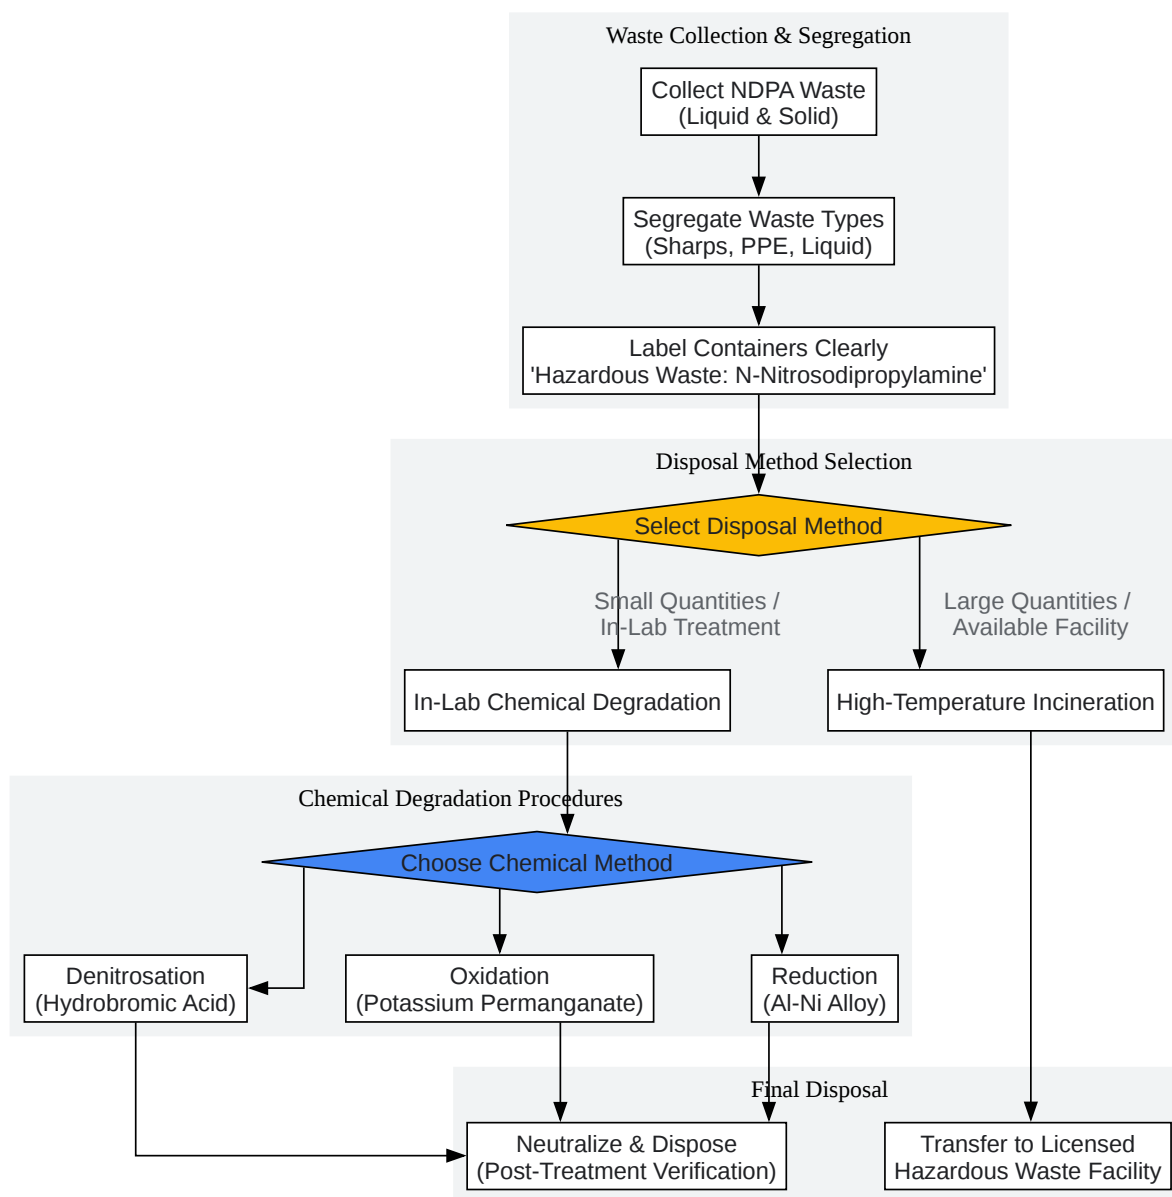 Waste Collection & Segregation
Collect NDPA Waste
(Liquid & Solid)
Segregate Waste Types
(Sharps, PPE, Liquid)
Label Containers Clearly
'Hazardous Waste: N-Nitrosodipropylamine'
Disposal Method Selection
Select Disposal Method
Small Quantities /
In-Lab Treatment
Large Quantities /
Available Facility
In-Lab Chemical Degradation
High-Temperature Incineration
Chemical Degradation Procedures
Choose Chemical Method
Denitrosation
(Hydrobromic Acid)
Oxidation
(Potassium Permanganate)
Reduction
(Al-Ni Alloy)
Final Disposal
Neutralize & Dispose
(Post-Treatment Verification)
Transfer to Licensed
Hazardous Waste Facility